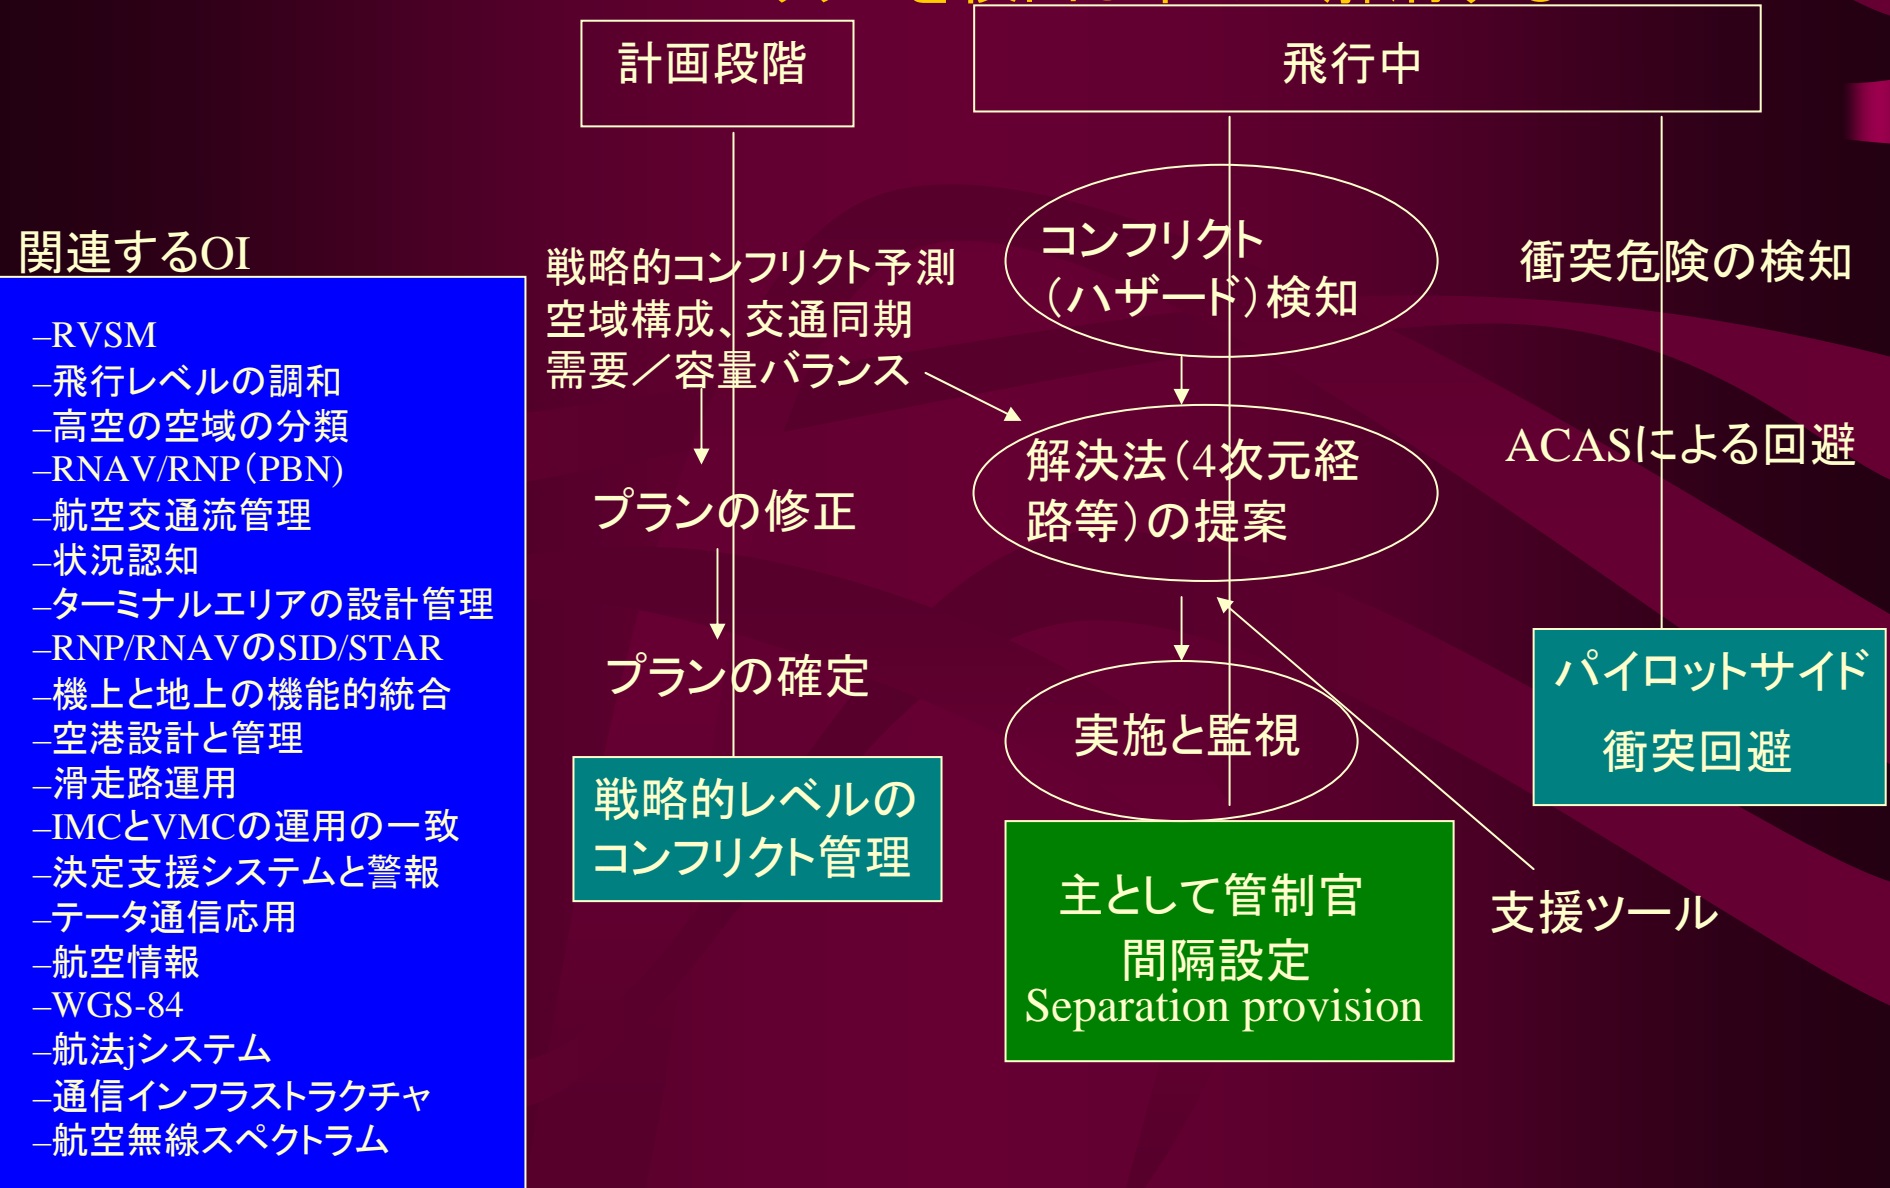 計画段階
飛行中
関連するOI
–RVSM
–飛行レベルの調和
–高空の空域の分類
–RNAV/RNP（PBN)
–航空交通流管理
–状況認知
–ターミナルエリアの設計管理
–RNP/RNAVのSID/STAR
–機上と地上の機能的統合
–空港設計と管理
–滑走路運用
–IMCとVMCの運用の一致
–決定支援システムと警報
–テータ通信応用
–航空情報
–WGS-84
–航法jシステム
–通信インフラストラクチャ
–航空無線スペクトラム
戦略的コンフリクト予測
空域構成、交通同期
需要／容量バランス
プランの修正
プランの確定
戦略的レベルの
コンフリクト管理
コンフリクト
（ハザード）検知
解決法（4次元経
路等）の提案
実施と監視
主として管制官
間隔設定
Separation provision
衝突危険の検知
ACASによる回避
パイロットサイド
衝突回避
支援ツール